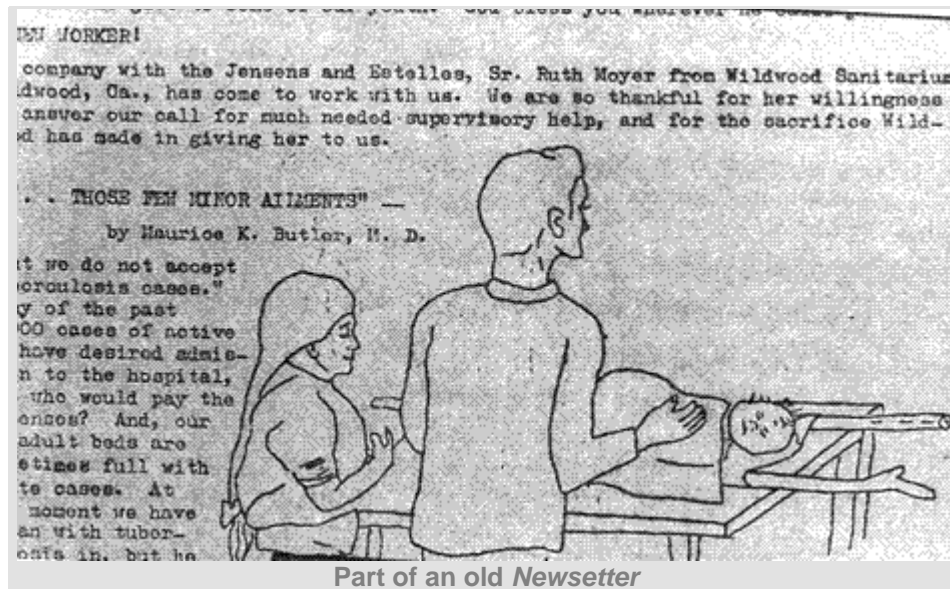 WORKER!
company with the Jensens and Estelles, Sr. Ruth Moyer from Wildwood Sanitarium
dwood, Ga., has come to work with us. We are so thankful for her willingness
answer our call for much needed supervisory help, and for the sacrifice Wild-
has made in giving her to us.
. . THOSE FEW MINOR AILMENTS" —
by Maurice K. Butler, M. D.
t we do not accept
erculosis cases."
y of the past
00 cases of active
have desired admis-
n to the hospital,
who would pay the
enses? And, our
adult beds are
etimes full with
te cases. At
moment we have
an with tuber-
osis in, but he
Part of an old Newsetter